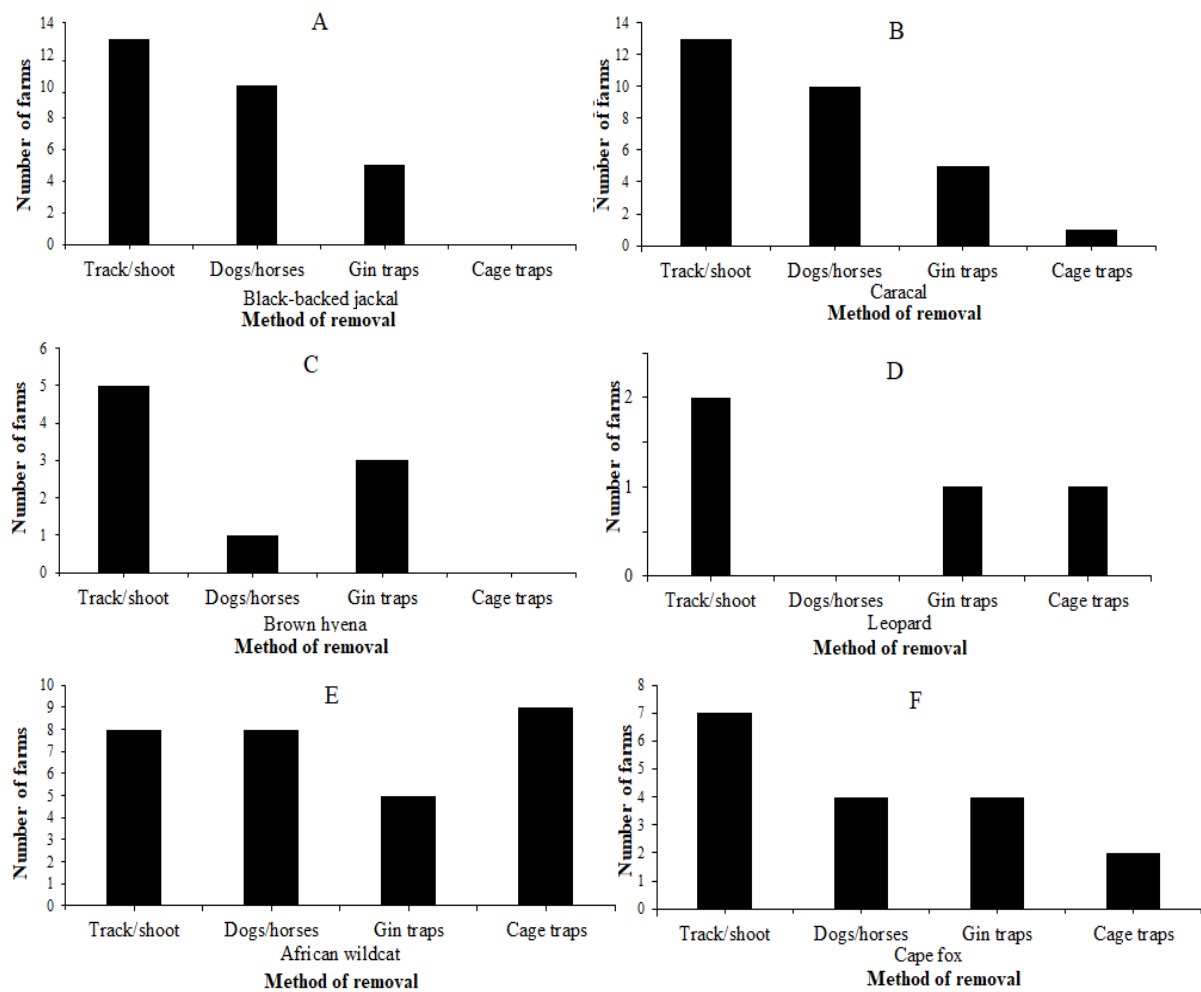 A
Number of farms
14
12
10
8
6
4
2
0
Track/shoot Dogs/horses Gin traps Cage traps
Black-backed jackal
Method of removal
B
Number of farms
14
12
10
8
6
4
2
0
Track/shoot Dogs/horses Gin traps Cage traps
Caracal
Method of removal
C
Number of farms
6
5
4
3
2
1
0
Track/shoot Dogs/horses Gin traps Cage traps
Brown hyena
Method of removal
D
Number of farms
2
1
0
Track/shoot Dogs/horses Gin traps Cage traps
Leopard
Method of removal
E
Number of farms
10
9
8
7
6
5
4
3
2
1
0
Track/shoot Dogs/horses Gin traps Cage traps
African wildcat
Method of removal
F
Number of farms
8
7
6
5
4
3
2
1
0
Track/shoot Dogs/horses Gin traps Cage traps
Cape fox
Method of removal